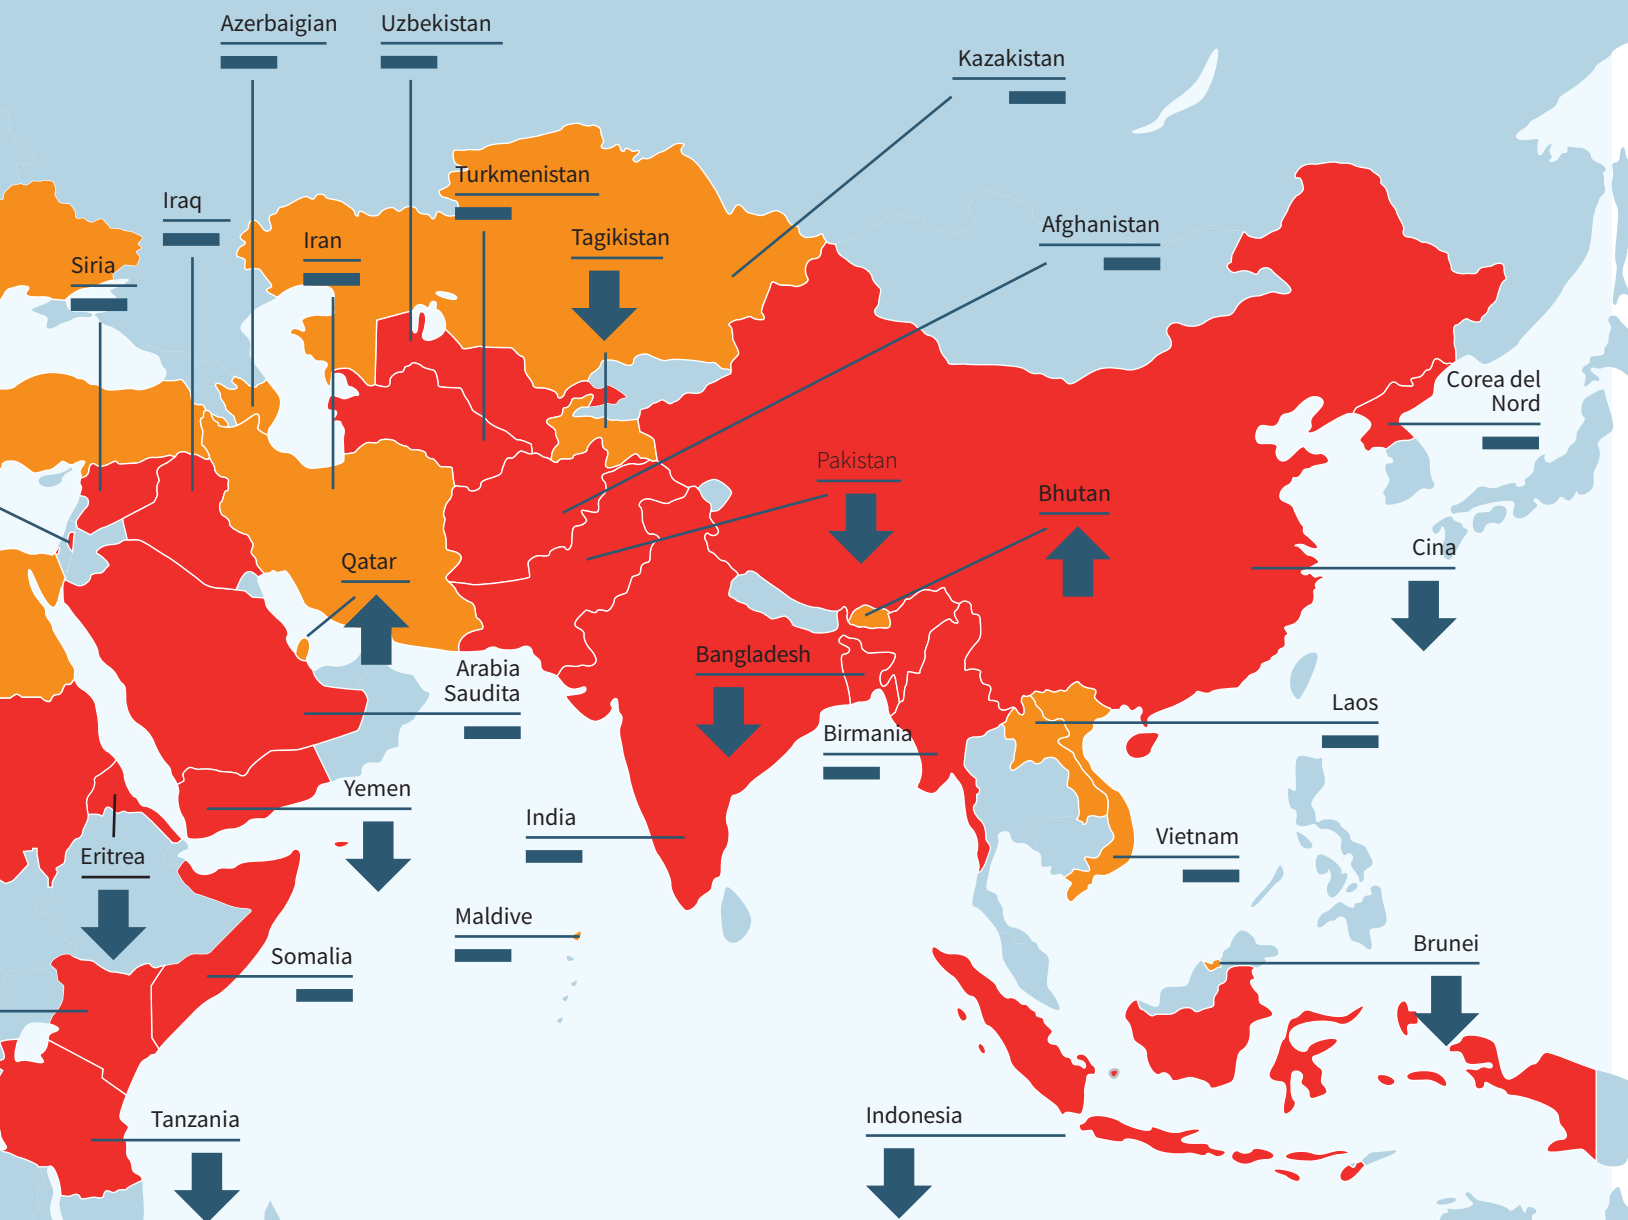 Azerbaigian
Uzbekistan
Kazakistan
Turkmenistan
Iraq
Afghanistan
Iran
Tagikistan
Siria
Corea del
Nord
Pakistan
Bhutan
Cina
Qatar
Bangladesh
Arabia
Saudita
Laos
Birmania
Yemen
India
Vietnam
Eritrea
Maldive
Brunei
Somalia
Indonesia
Tanzania